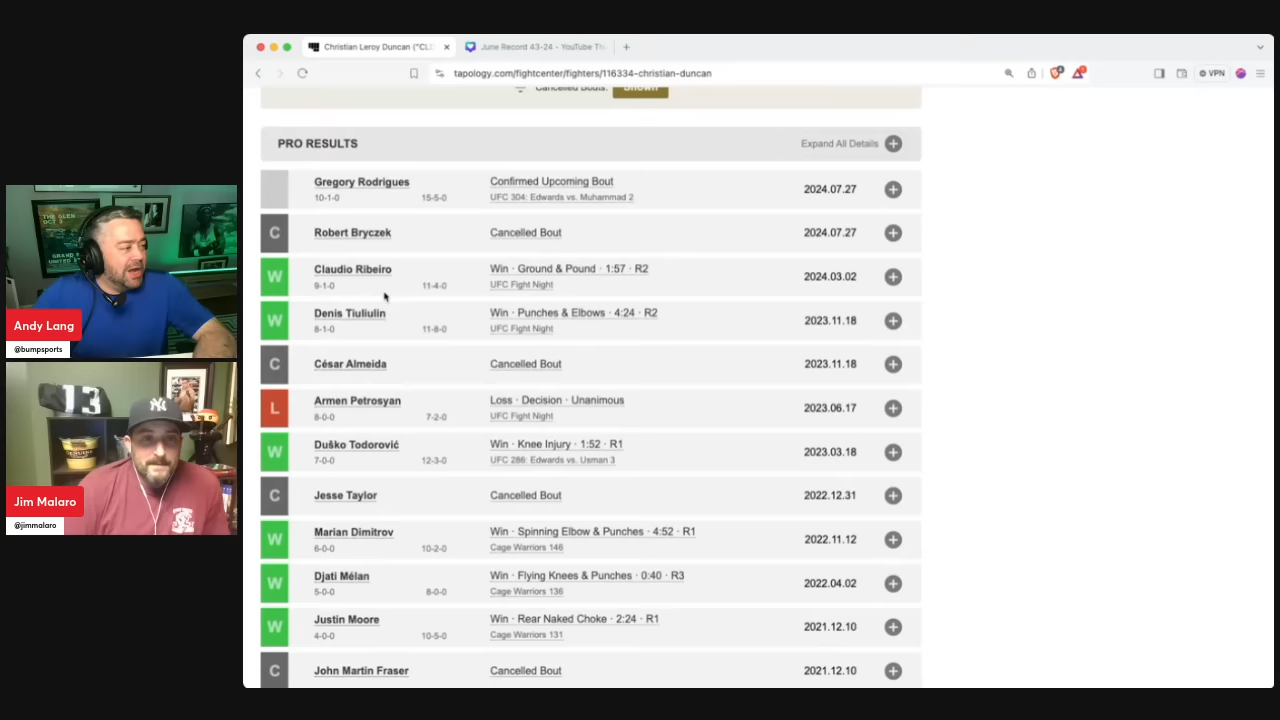 Christian Leroy Duncan ("CLD
June Record 43-24 - YouTube Th
tapology.com/fightcenter/fighters/116334-christian-duncan
VPN
Cancelled Bouts: Shown
PRO RESULTS
Expand All Details
Gregory Rodrigues
Confirmed Upcoming Bout
2024.07.27
10-1-0
15-5-0
UFC 304: Edwards vs. Muhammad 2
C
Robert Bryczek
Cancelled Bout
2024.07.27
W
Claudio Ribeiro
Win · Ground & Pound · 1:57 · R2
2024.03.02
9-1-0
11-4-0
UFC Fight Night
W
Denis Tiuliulin
Win · Punches & Elbows · 4:24 · R2
2023.11.18
8-1-0
11-8-0
UFC Fight Night
C
César Almeida
Cancelled Bout
2023.11.18
L
Armen Petrosyan
Loss · Decision · Unanimous
2023.06.17
8-0-0
7-2-0
UFC Fight Night
W
Duško Todorović
Win · Knee Injury · 1:52 · R1
2023.03.18
7-0-0
12-3-0
UFC 286: Edwards vs. Usman 3
C
Jesse Taylor
Cancelled Bout
2022.12.31
W
Marian Dimitrov
Win · Spinning Elbow & Punches · 4:52 · R1
2022.11.12
6-0-0
10-2-0
Cage Warriors 146
W
Djati Mélan
Win · Flying Knees & Punches · 0:40 · R3
2022.04.02
5-0-0
8-0-0
Cage Warriors 136
W
Justin Moore
Win · Rear Naked Choke · 2:24 · R1
2021.12.10
4-0-0
10-5-0
Cage Warriors 131
C
John Martin Fraser
Cancelled Bout
2021.12.10
THE GLEN
Andy Lang
@bumpsports
13
Jim Malaro
@jimmalaro